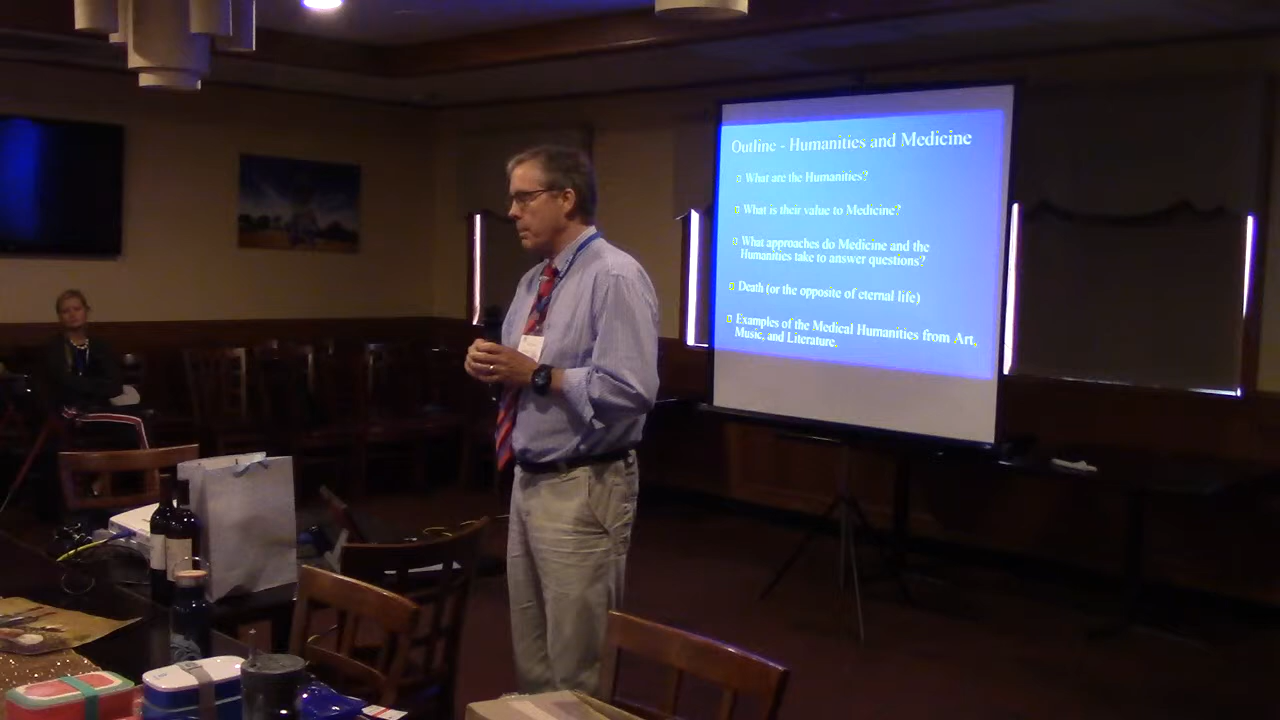 Outline - Humanities and Medicine
What are the Humanities?
What is their value to Medicine?
What approaches do Medicine and the
Humanities take to answer questions?
Death (or the opposite of eternal life)
Examples of the Medical Humanities from Art,
Music, and Literature.